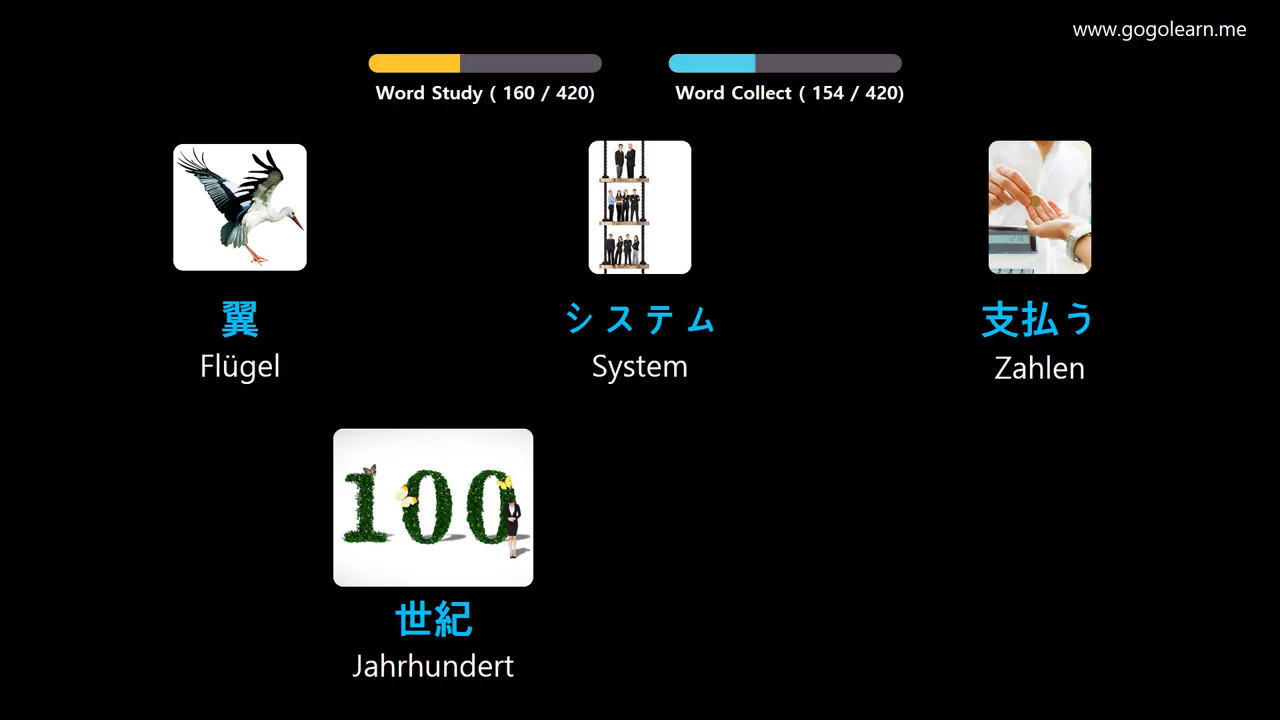 www.gogolearn.me
Word Study ( 160 / 420)
Word Collect ( 154 / 420)
翼
Flügel
システム
System
支払う
Zahlen
100
世紀
Jahrhundert